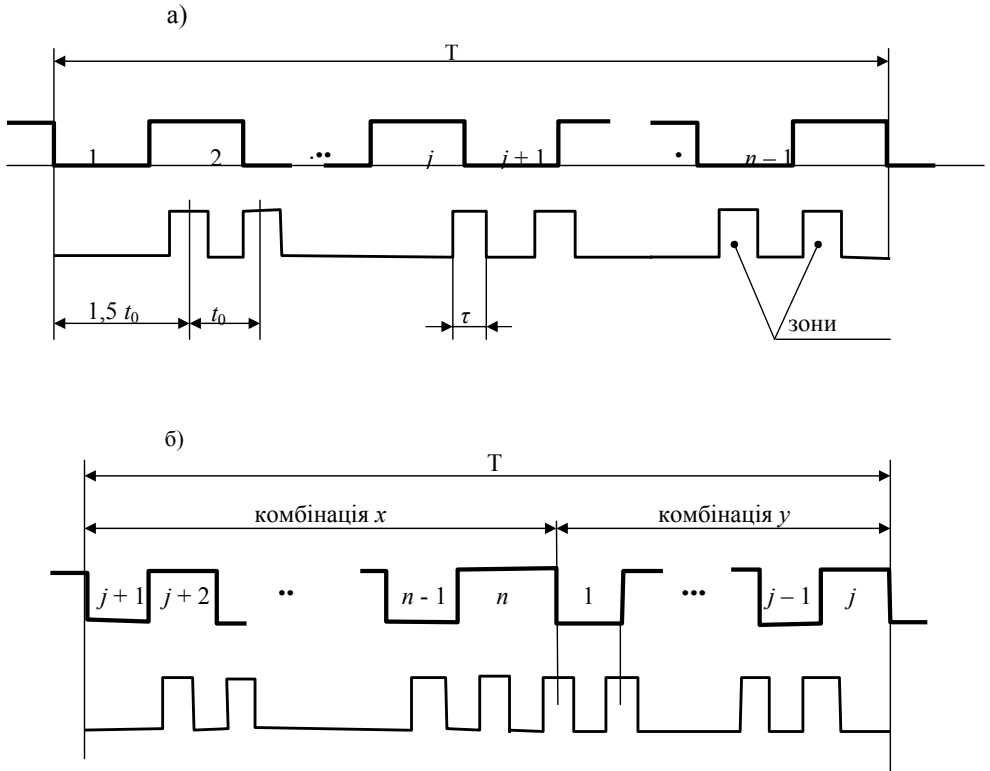 а)
T
1 2 ... j j + 1 . n – 1
1,5 t₀ t₀ τ зони
б)
T
комбінація x комбінація y
j + 1 j + 2 .. n - 1 n 1 ... j – 1 j